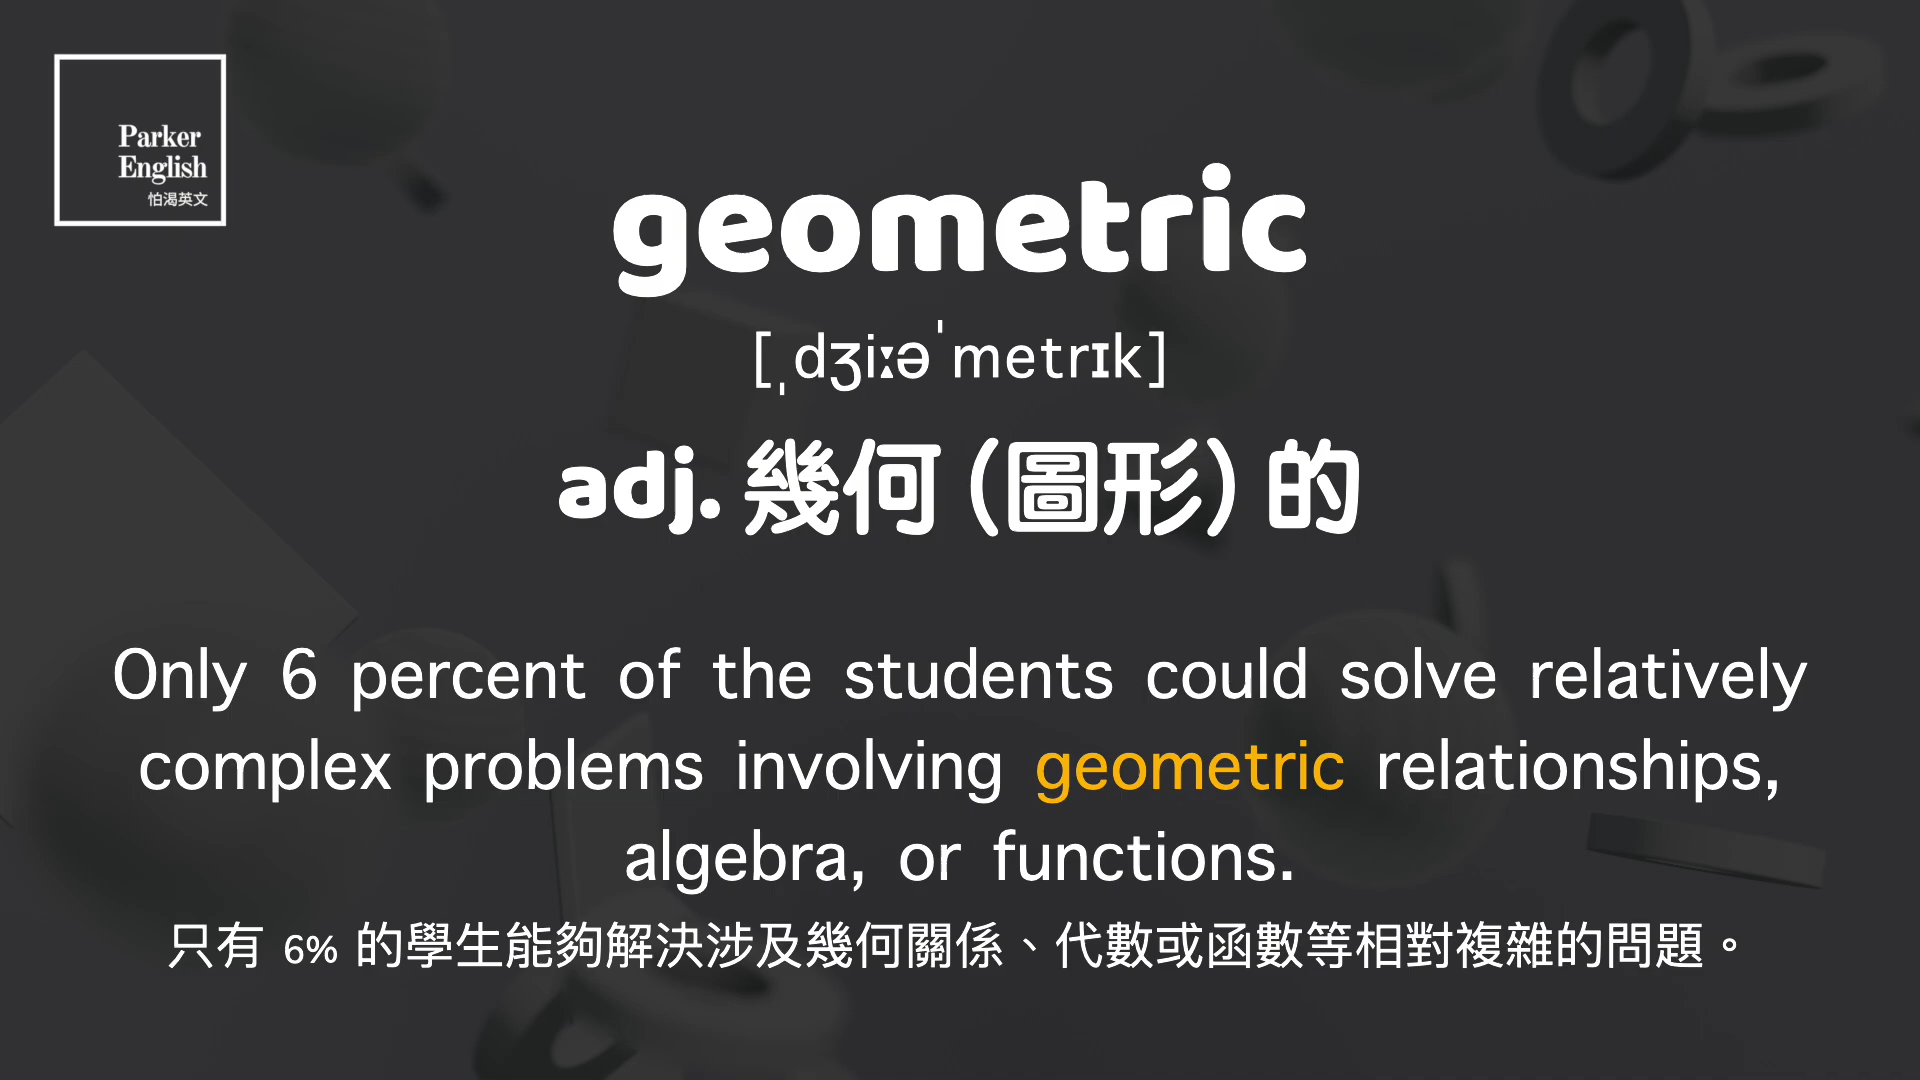 Parker
English
怕渴英文
geometric
[ˌdʒiːəˈmetrɪk]
adj. 幾何（圖形）的
Only 6 percent of the students could solve relatively
complex problems involving geometric relationships,
algebra, or functions.
只有 6% 的學生能夠解決涉及幾何關係、代數或函數等相對複雜的問題。